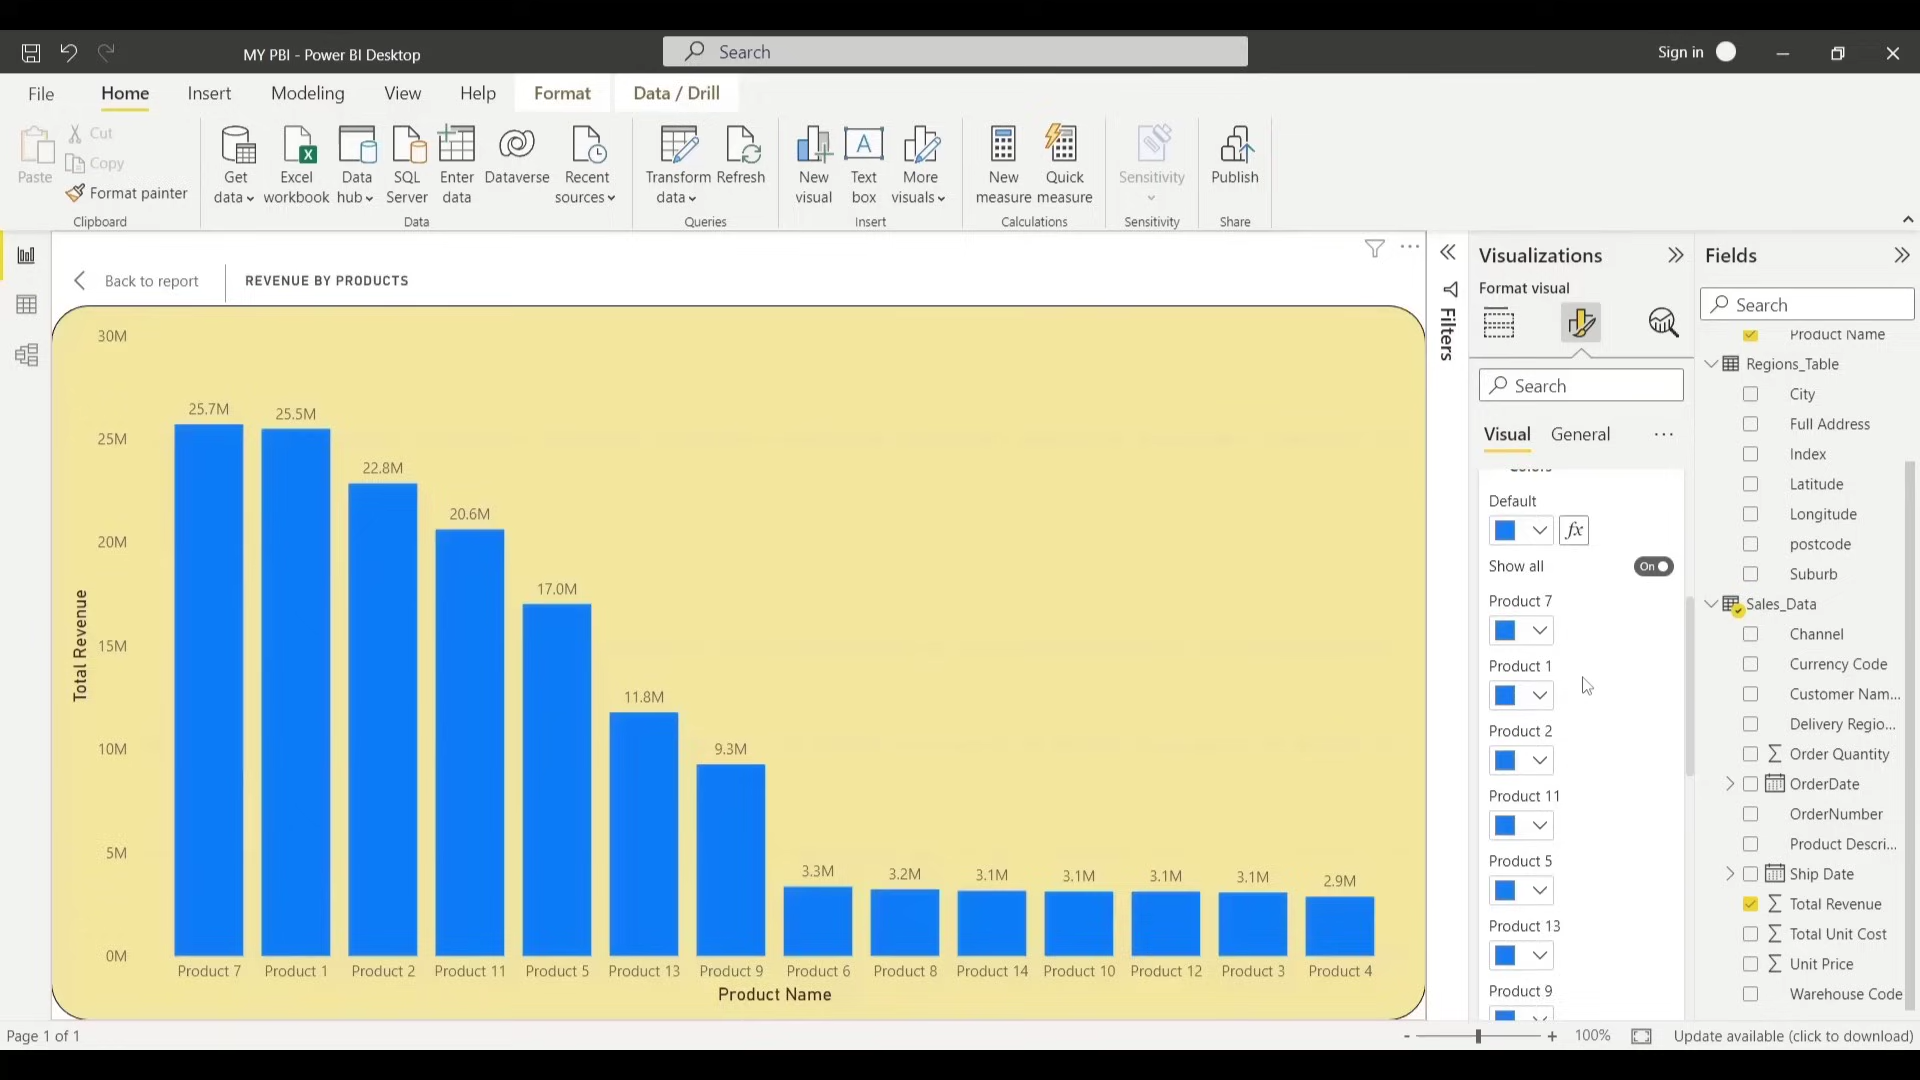 MY PBI - Power BI Desktop
Search
Sign in
File
Home
Insert
Modeling
View
Help
Format
Data / Drill
Paste
Cut
Copy
Format painter
Clipboard
Get data
Excel workbook
Data hub
SQL Server
Enter data
Dataverse
Recent sources
Data
Transform data
Refresh
Queries
New visual
Text box
More visuals
Insert
New measure
Quick measure
Calculations
Sensitivity
Sensitivity
Publish
Share
Back to report
REVENUE BY PRODUCTS
30M
25M
20M
15M
10M
5M
0M
Total Revenue
25.7M
25.5M
22.8M
20.6M
17.0M
11.8M
9.3M
3.3M
3.2M
3.1M
3.1M
3.1M
3.1M
2.9M
Product 7
Product 1
Product 2
Product 11
Product 5
Product 13
Product 9
Product 6
Product 8
Product 14
Product 10
Product 12
Product 3
Product 4
Product Name
Filters
Visualizations
Format visual
Search
Visual
General
Colors
Default
fx
Show all
On
Product 7
Product 1
Product 2
Product 11
Product 5
Product 13
Product 9
Fields
Search
Product Name
Regions_Table
City
Full Address
Index
Latitude
Longitude
postcode
Suburb
Sales_Data
Channel
Currency Code
Customer Nam...
Delivery Regio...
Order Quantity
OrderDate
OrderNumber
Product Descri...
Ship Date
Total Revenue
Total Unit Cost
Unit Price
Warehouse Code
Page 1 of 1
100%
Update available (click to download)